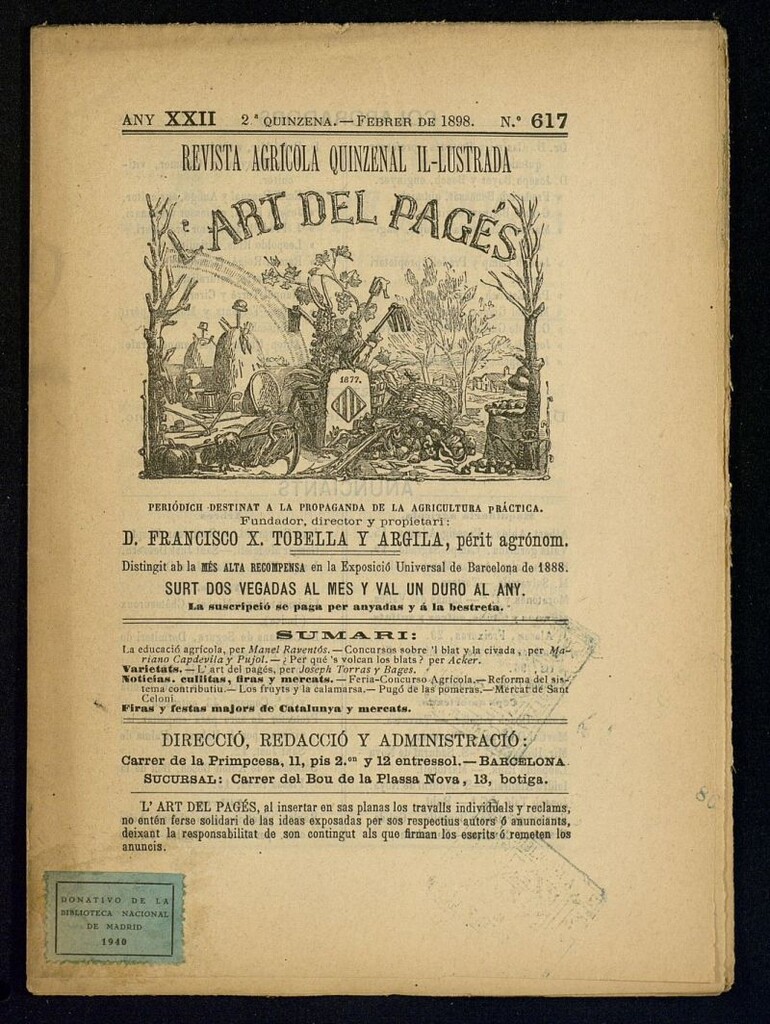 ANY XXII 2.ª QUINZENA.—FEBRER DE 1898. N.º 617
REVISTA AGRÍCOLA QUINZENAL IL-LUSTRADA
L'ART DEL PAGÉS
1877.
PERIÓDICH DESTINAT A LA PROPAGANDA DE LA AGRICULTURA PRÁCTICA.
Fundador, director y propietari:
D. FRANCISCO X. TOBELLA Y ARGILA, périt agrónom.
Distingit ab la MÉS ALTA RECOMPENSA en la Exposició Universal de Barcelona de 1888.
SURT DOS VEGADAS AL MES Y VAL UN DURO AL ANY.
La suscripció se paga per anyadas y á la bestreta.
SUMARI:
La educació agrícola, per Manel Raventós.—Concursos sobre 'l blat y la civada, per Ma-
riano Capdevila y Pujol.—¿Per qué 's volcan los blats? per Acker.
Varietats.—L' art del pagés, per Joseph Torras y Bages.
Noticias, cullitas, firas y mercats.—Feria-Concurso Agrícola.—Reforma del sis-
tema contributiu.—Los fruyts y la calamarsa.—Pugó de las pomeras.—Mercat de Sant
Celoni.
Firas y festas majors de Catalunya y mercats.
DIRECCIÓ, REDACCIÓ Y ADMINISTRACIÓ:
Carrer de la Primpcesa, 11, pis 2.on y 12 entressol.—BARCELONA
SUCURSAL: Carrer del Bou de la Plassa Nova, 13, botiga.
L' ART DEL PAGÉS, al insertar en sas planas los travalls individuals y reclams,
no entén ferse solidari de las ideas exposadas per sos respectius autors ó anunciants,
deixant la responsabilitat de son contingut als que firman los escrits ó remeten los
anuncis.
DONATIVO DE LA
BIBLIOTECA NACIONAL
DE MADRID
1940